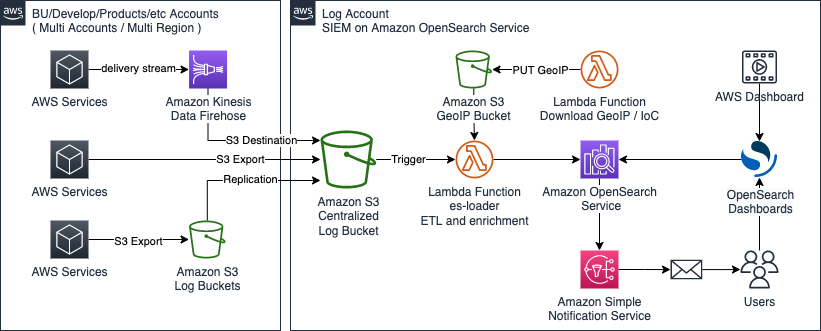 aws
BU/Develop/Products/etc Accounts
( Multi Accounts / Multi Region )
AWS Services
delivery stream
Amazon Kinesis
Data Firehose
S3 Destination
AWS Services
S3 Export
Replication
AWS Services
S3 Export
Amazon S3
Log Buckets
aws
Log Account
SIEM on Amazon OpenSearch Service
Amazon S3
GeoIP Bucket
PUT GeoIP
Lambda Function
Download GeoIP / IoC
AWS Dashboard
Amazon S3
Centralized
Log Bucket
Trigger
Lambda Function
es-loader
ETL and enrichment
Amazon OpenSearch
Service
OpenSearch
Dashboards
Amazon Simple
Notification Service
Users